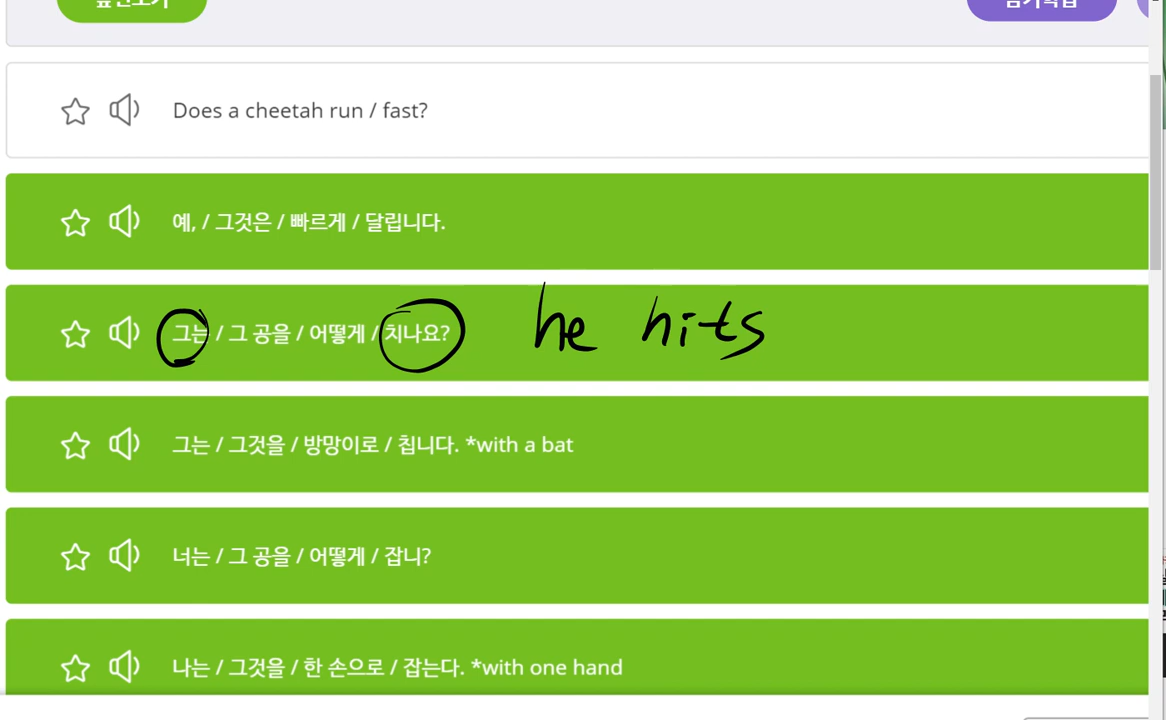 Does a cheetah run / fast?
예, / 그것은 / 빠르게 / 달립니다.
그는 / 그 공을 / 어떻게 / 치나요? he hits
그는 / 그것을 / 방망이로 / 칩니다. *with a bat
너는 / 그 공을 / 어떻게 / 잡니?
나는 / 그것을 / 한 손으로 / 잡는다. *with one hand